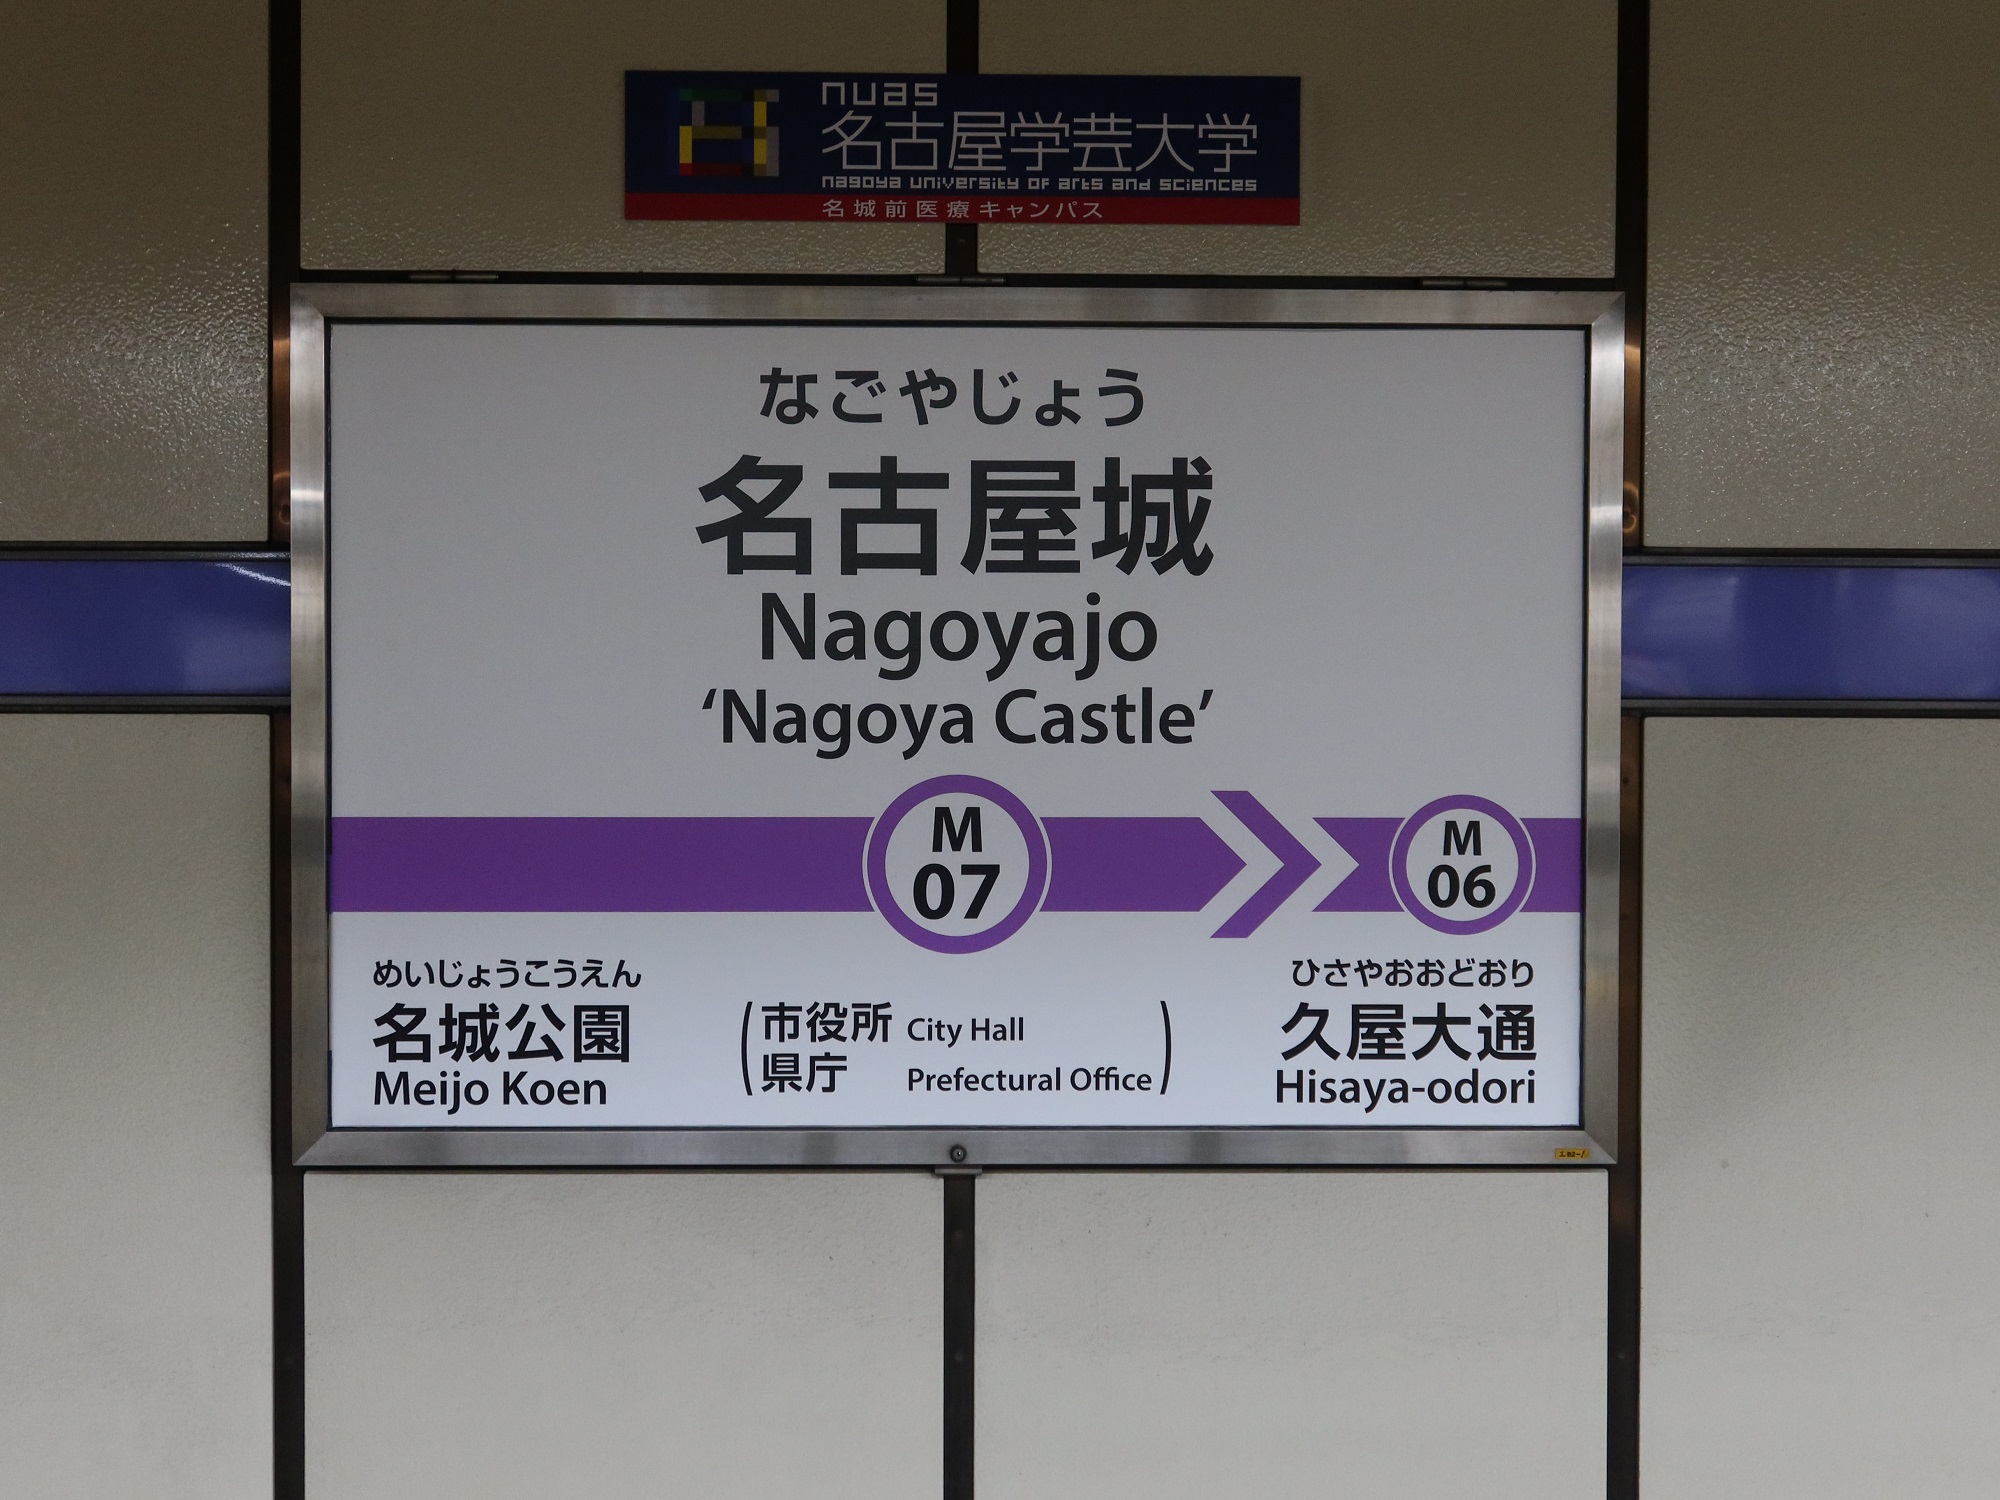 nuas
名古屋学芸大学
nagoya university of arts and sciences
名城前医療キャンパス
なごやじょう
名古屋城
Nagoyajo
‘Nagoya Castle’
M
07
M
06
めいじょうこうえん
名城公園
Meijo Koen
(市役所 City Hall
県庁 Prefectural Office)
ひさやおおどおり
久屋大通
Hisaya-odori